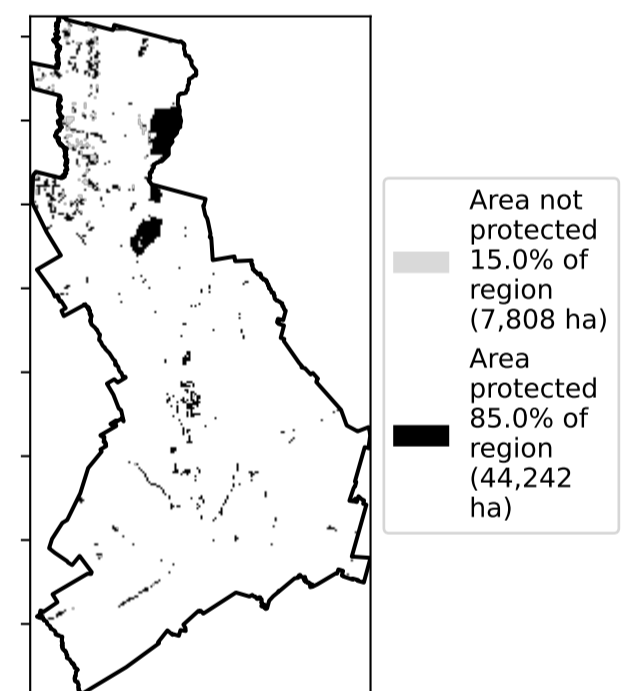 Area not
protected
15.0% of
region
(7,808 ha)
Area
protected
85.0% of
region
(44,242
ha)